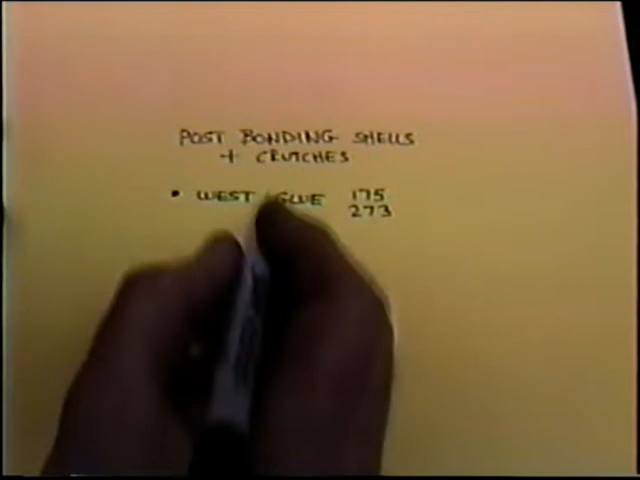 POST BONDING SHELLS
+ CRUTCHES
• WEST GLUE 175
273